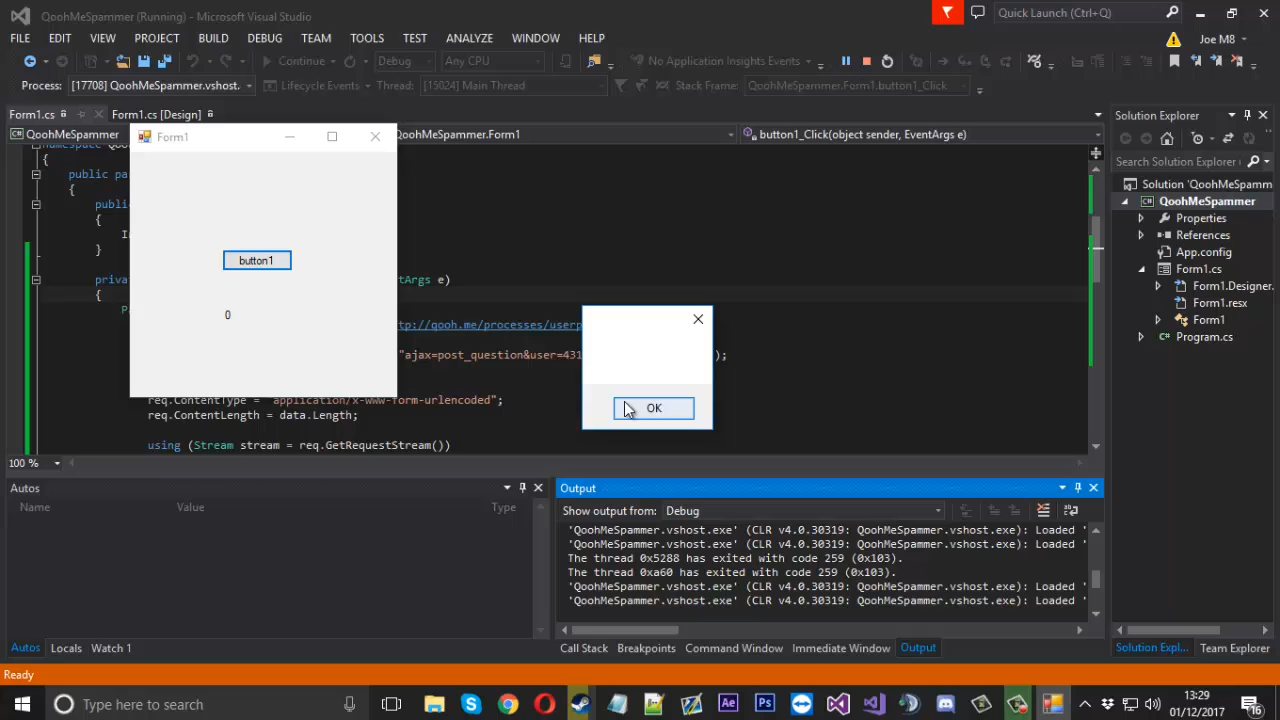 QoohMeSpammer (Running) - Microsoft Visual Studio
Quick Launch (Ctrl+Q)
FILE EDIT VIEW PROJECT BUILD DEBUG TEAM TOOLS TEST ANALYZE WINDOW HELP
Joe M8
Continue Debug Any CPU No Application Insights Events
Process: [17708] QoohMeSpammer.vshost. Lifecycle Events Thread: [15024] Main Thread Stack Frame: QoohMeSpammer.Form1.button1_Click
Form1.cs Form1.cs [Design]
Solution Explorer
QoohMeSpammer QoohMeSpammer.Form1 button1_Click(object sender, EventArgs e)
Form1
Search Solution Explorer
{
public pa
{
Solution 'QoohMeSpamm
QoohMeSpammer
publi
{
I
}
Properties
References
App.config
Form1.cs
Form1.Designer.
Form1.resx
Form1
Program.cs
button1
priva tArgs e)
{
0
P
tp://qooh.me/processes/userp
"ajax=post_question&user=431 );
req.ContentType = "application/x-www-form-urlencoded";
req.ContentLength = data.Length;
OK
using (Stream stream = req.GetRequestStream())
100 %
Autos
Name Value Type
Output
Show output from: Debug
'QoohMeSpammer.vshost.exe' (CLR v4.0.30319: QoohMeSpammer.vshost.exe): Loaded '
'QoohMeSpammer.vshost.exe' (CLR v4.0.30319: QoohMeSpammer.vshost.exe): Loaded '
The thread 0x5288 has exited with code 259 (0x103).
The thread 0xa60 has exited with code 259 (0x103).
'QoohMeSpammer.vshost.exe' (CLR v4.0.30319: QoohMeSpammer.vshost.exe): Loaded '
'QoohMeSpammer.vshost.exe' (CLR v4.0.30319: QoohMeSpammer.vshost.exe): Loaded '
Autos Locals Watch 1
Call Stack Breakpoints Command Window Immediate Window Output
Solution Expl... Team Explorer
Ready
Type here to search
Ae Ps
13:29
01/12/2017
16